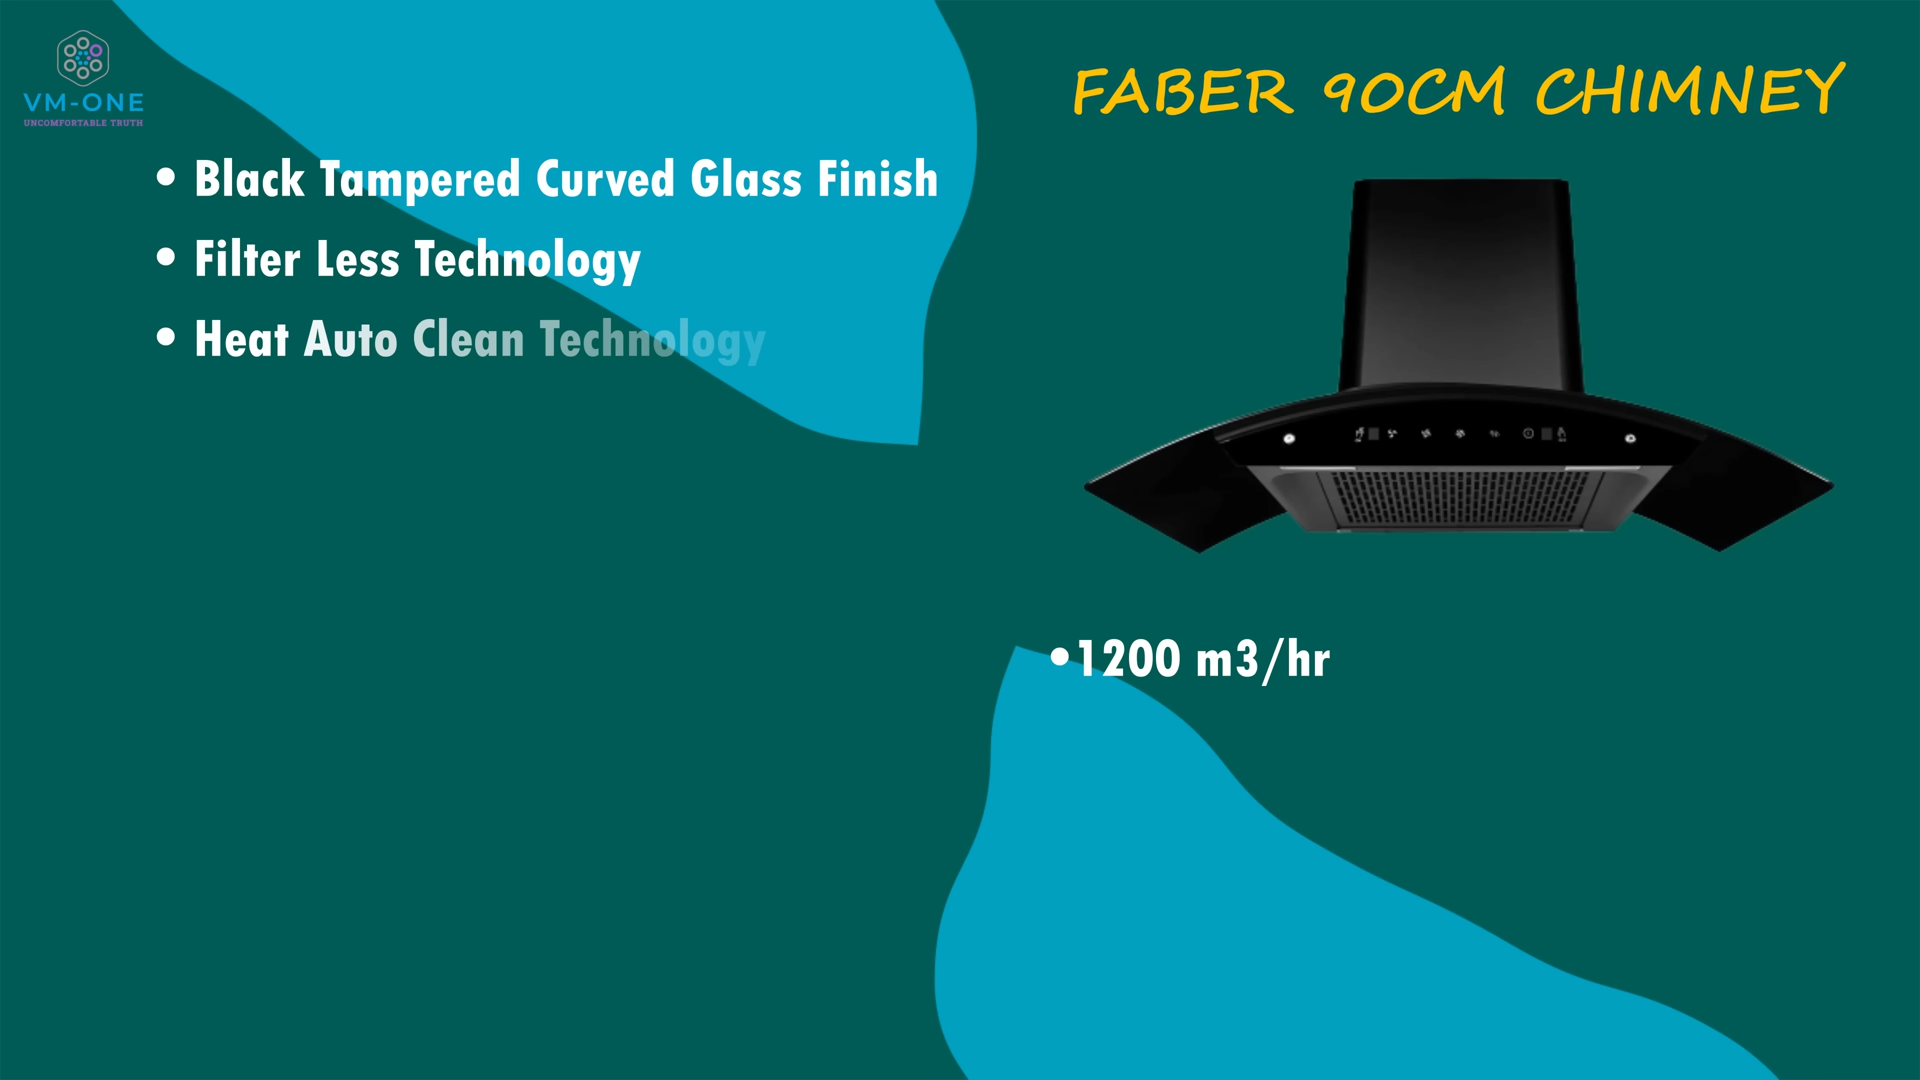 VM-ONE
UNCOMFORTABLE TRUTH
FABER 90CM CHIMNEY
• Black Tampered Curved Glass Finish
• Filter Less Technology
• Heat Auto Clean Technology
•1200 m3/hr